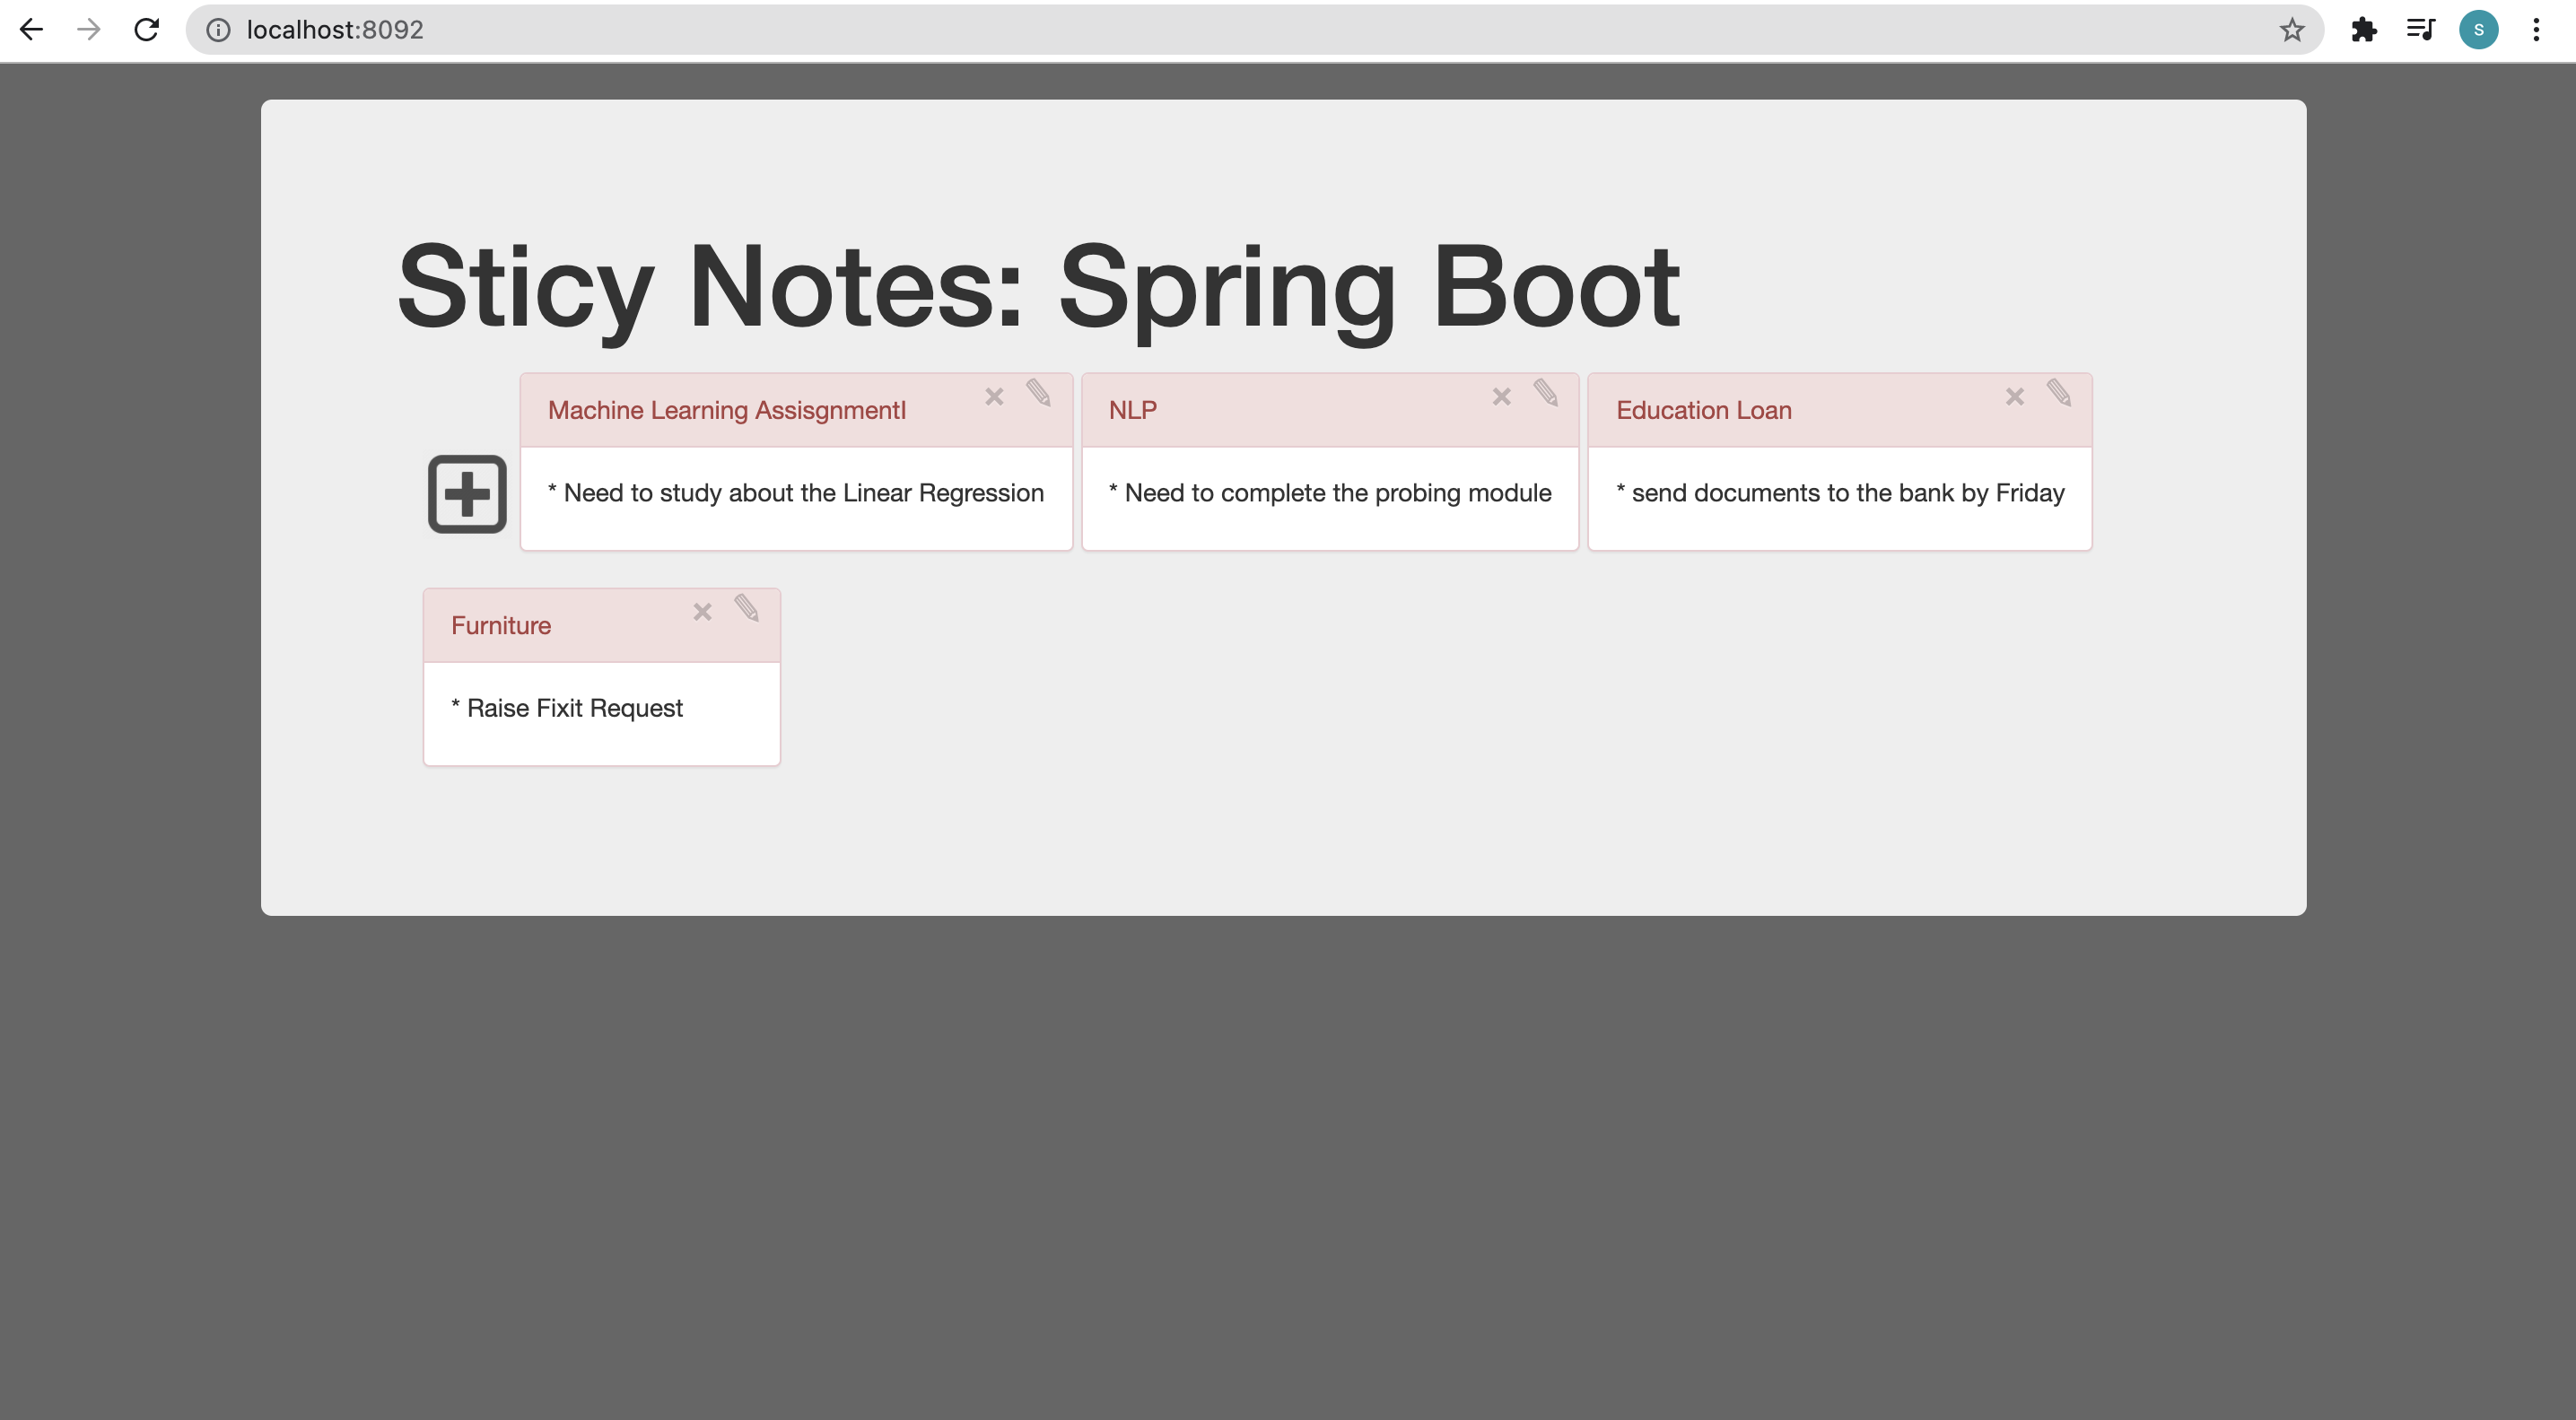 localhost:8092
S
Sticy Notes: Spring Boot
Machine Learning AssisgnmentI
* Need to study about the Linear Regression
NLP
* Need to complete the probing module
Education Loan
* send documents to the bank by Friday
Furniture
* Raise Fixit Request